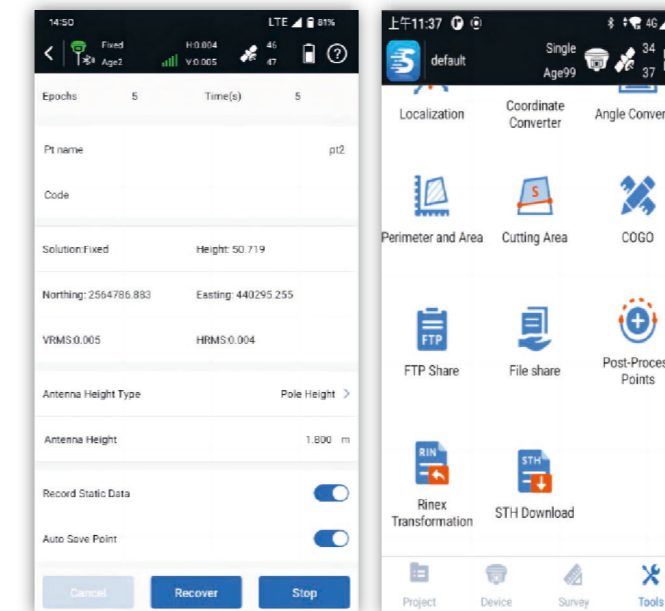 14:50
LTE 81%
Fixed
H:0.004
46
Age2
V:0.005
47
Epochs 5 Time(s) 5
Pt name pt2
Code
Solution:Fixed Height: 50.719
Northing: 2564786.883 Easting: 440295.255
VRMS:0.005 HRMS:0.004
Antenna Height Type Pole Height >
Antenna Height 1.800 m
Record Static Data
Auto Save Point
Cancel Recover Stop
上午11:37
4G
default
Single
34
Age99
37
Localization
Coordinate
Converter
Angle Conver
S
Perimeter and Area
Cutting Area
COGO
FTP
FTP Share
File share
Post-Proces
Points
RIN
STH
Rinex
Transformation
STH Download
Project Device Survey Tools